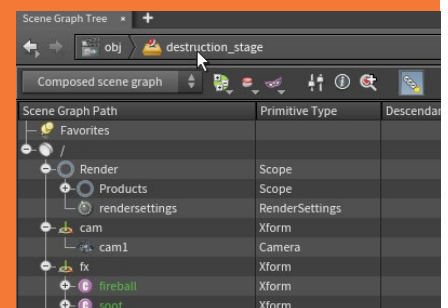 Scene Graph Tree × +
obj destruction_stage
Composed scene graph
Scene Graph Path Primitive Type Descendan
Favorites
/
Render Scope
Products Scope
rendersettings RenderSettings
cam Xform
cam1 Camera
fx Xform
fireball Xform
soot Xform